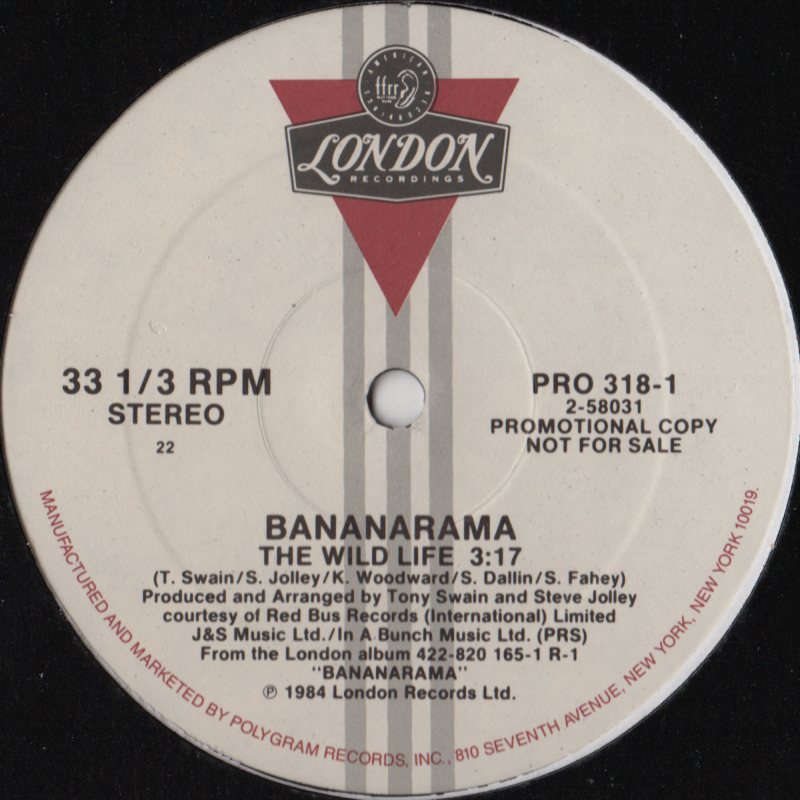 AMERICAN
ffrr
RECORDINGS
LONDON
RECORDINGS
33 1/3 RPM
STEREO
22
PRO 318-1
2-58031
PROMOTIONAL COPY
NOT FOR SALE
BANANARAMA
THE WILD LIFE 3:17
(T. Swain/S. Jolley/K. Woodward/S. Dallin/S. Fahey)
Produced and Arranged by Tony Swain and Steve Jolley
courtesy of Red Bus Records (International) Limited
J&S Music Ltd./In A Bunch Music Ltd. (PRS)
From the London album 422-820 165-1 R-1
"BANANARAMA"
℗ 1984 London Records Ltd.
MANUFACTURED AND MARKETED BY POLYGRAM RECORDS, INC., 810 SEVENTH AVENUE, NEW YORK, NEW YORK 10019.